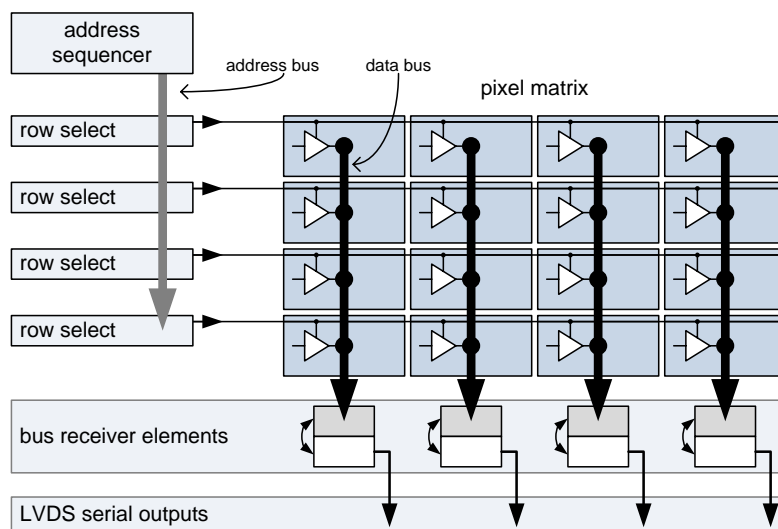 address
sequencer
address bus
data bus
pixel matrix
row select
row select
row select
row select
bus receiver elements
LVDS serial outputs